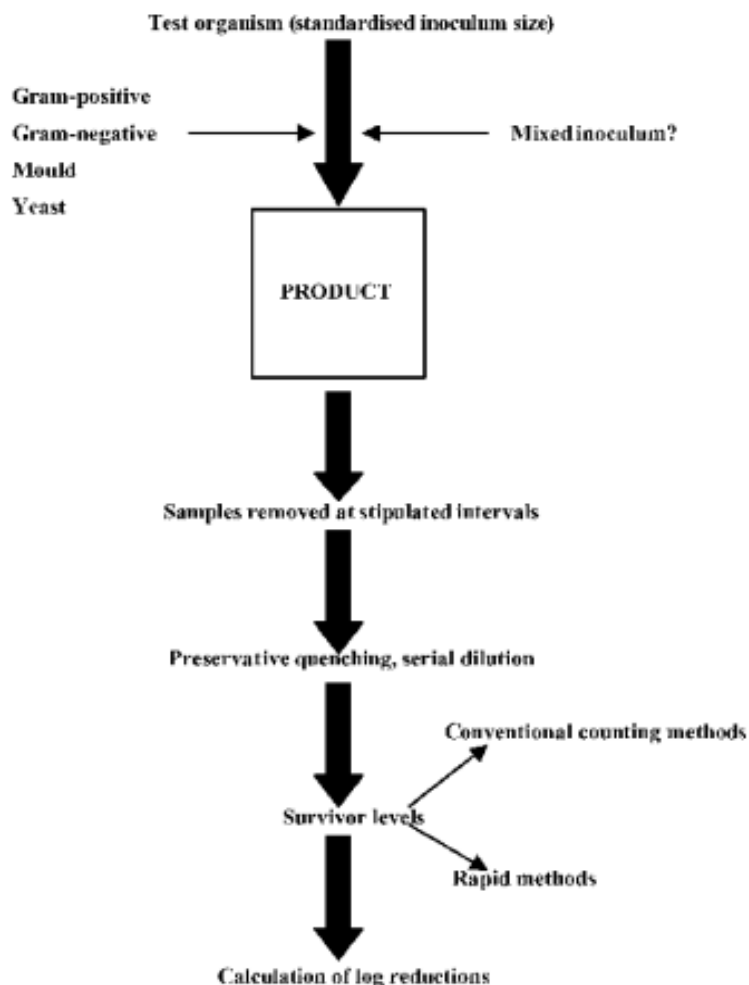 Test organism (standardised inoculum size)
Gram-positive
Gram-negative
Mixed inoculum?
Mould
Yeast
PRODUCT
Samples removed at stipulated intervals
Preservative quenching, serial dilution
Conventional counting methods
Survivor levels
Rapid methods
Calculation of log reductions